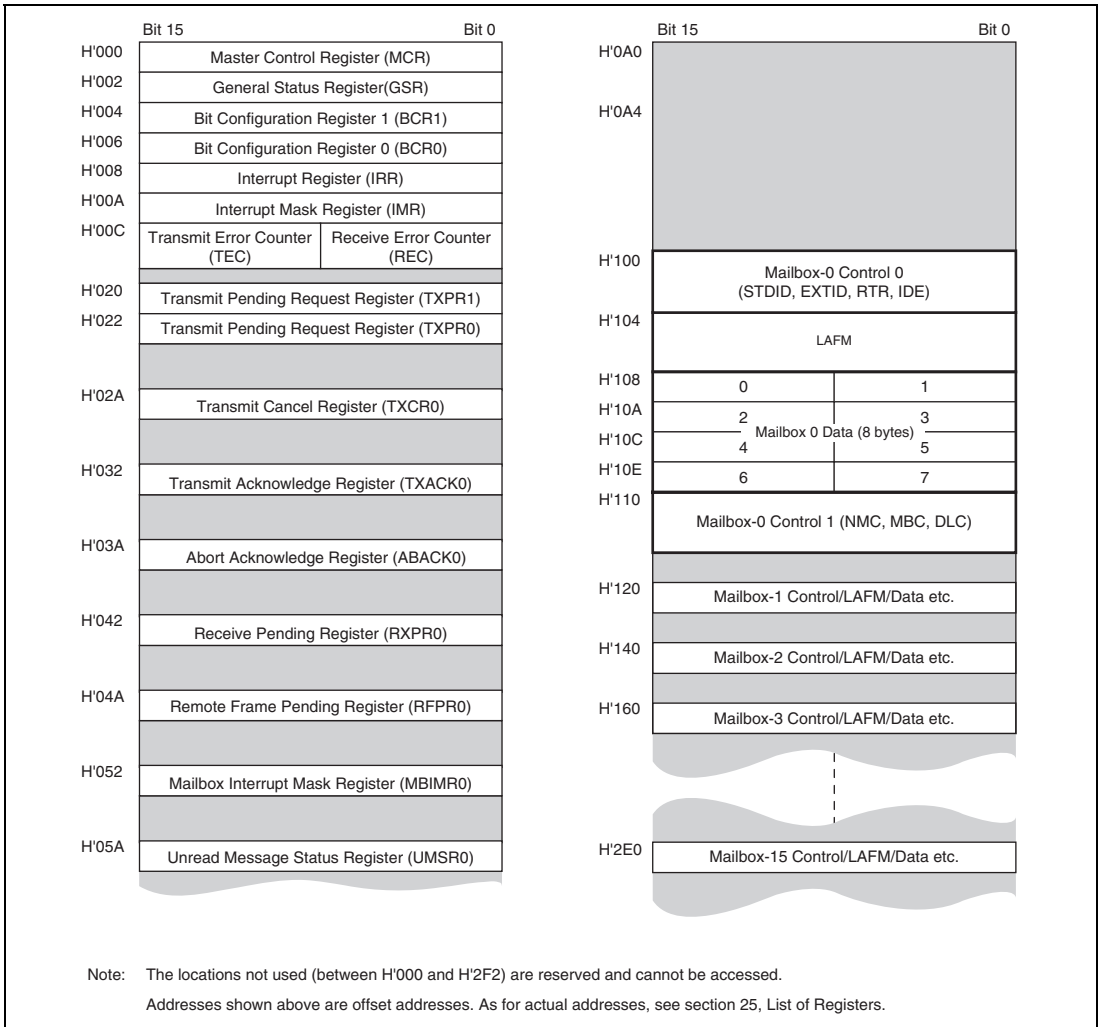 Bit 15 Bit 0
H'000 Master Control Register (MCR)
H'002 General Status Register(GSR)
H'004 Bit Configuration Register 1 (BCR1)
H'006 Bit Configuration Register 0 (BCR0)
H'008 Interrupt Register (IRR)
H'00A Interrupt Mask Register (IMR)
H'00C Transmit Error Counter Receive Error Counter
(TEC) (REC)
H'020 Transmit Pending Request Register (TXPR1)
H'022 Transmit Pending Request Register (TXPR0)
H'02A Transmit Cancel Register (TXCR0)
H'032 Transmit Acknowledge Register (TXACK0)
H'03A Abort Acknowledge Register (ABACK0)
H'042 Receive Pending Register (RXPR0)
H'04A Remote Frame Pending Register (RFPR0)
H'052 Mailbox Interrupt Mask Register (MBIMR0)
H'05A Unread Message Status Register (UMSR0)
Bit 15 Bit 0
H'0A0
H'0A4
H'100 Mailbox-0 Control 0
(STDID, EXTID, RTR, IDE)
H'104 LAFM
H'108 0 1
H'10A 2 3
Mailbox 0 Data (8 bytes)
H'10C 4 5
H'10E 6 7
H'110 Mailbox-0 Control 1 (NMC, MBC, DLC)
H'120 Mailbox-1 Control/LAFM/Data etc.
H'140 Mailbox-2 Control/LAFM/Data etc.
H'160 Mailbox-3 Control/LAFM/Data etc.
H'2E0 Mailbox-15 Control/LAFM/Data etc.
Note: The locations not used (between H'000 and H'2F2) are reserved and cannot be accessed.
Addresses shown above are offset addresses. As for actual addresses, see section 25, List of Registers.